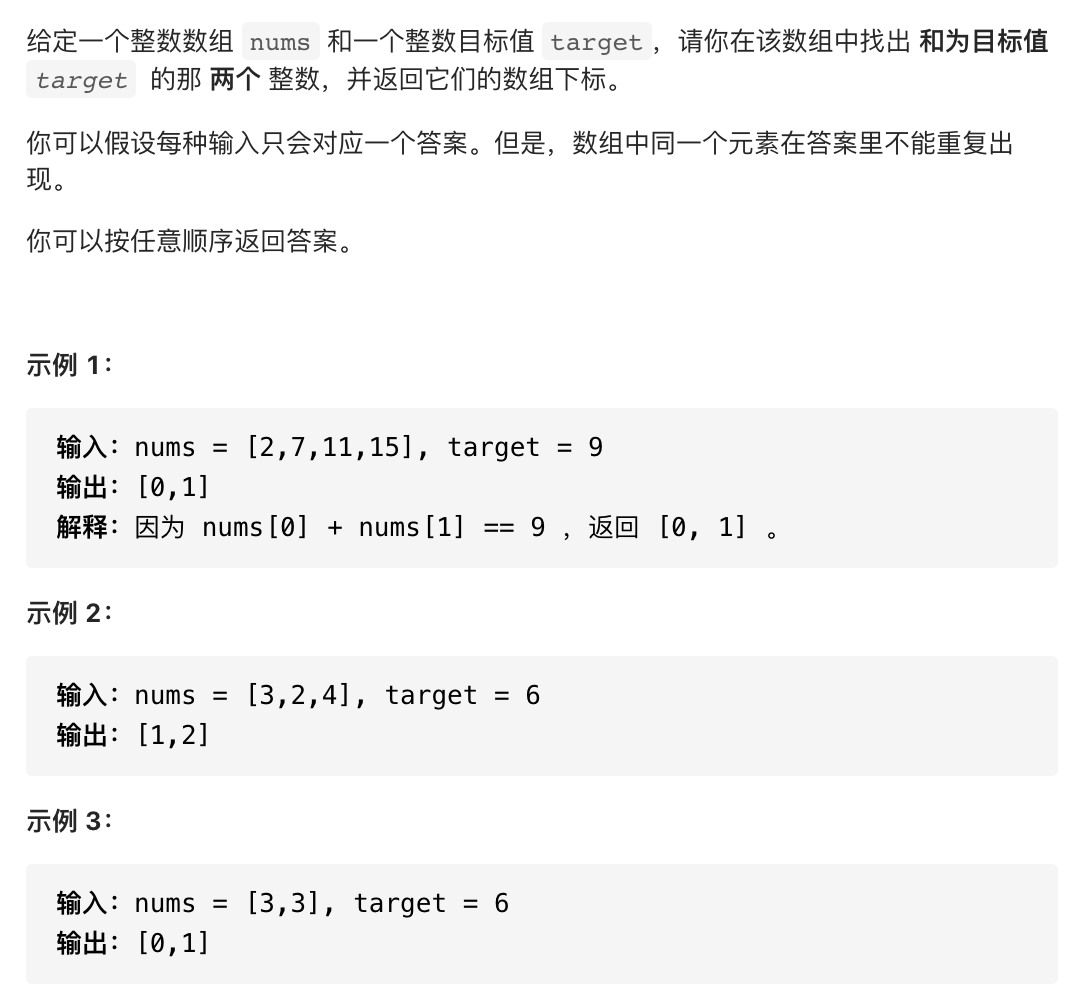 给定一个整数数组 nums 和一个整数目标值 target，请你在该数组中找出 和为目标值
target 的那 两个 整数，并返回它们的数组下标。
你可以假设每种输入只会对应一个答案。但是，数组中同一个元素在答案里不能重复出
现。
你可以按任意顺序返回答案。
示例 1：
输入：nums = [2,7,11,15], target = 9
输出：[0,1]
解释：因为 nums[0] + nums[1] == 9 ，返回 [0, 1] 。
示例 2：
输入：nums = [3,2,4], target = 6
输出：[1,2]
示例 3：
输入：nums = [3,3], target = 6
输出：[0,1]